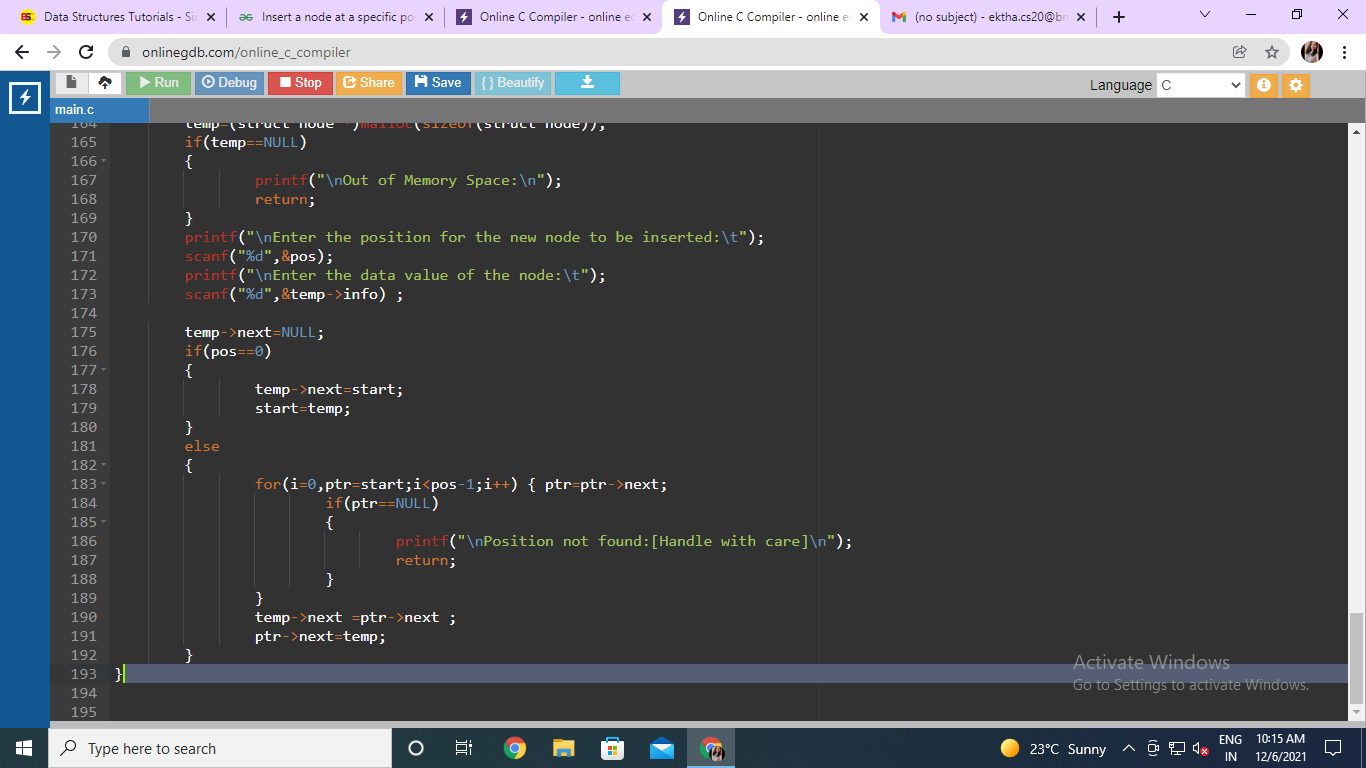 Data Structures Tutorials - Si
Insert a node at a specific po
Online C Compiler - online e
Online C Compiler - online e
(no subject) - ektha.cs20@b
onlinegdb.com/online_c_compiler
Run
Debug
Stop
Share
Save
{ } Beautify
Language
C
main.c
164 temp=(struct node *)malloc(sizeof(struct node));
165 if(temp==NULL)
166 {
167 printf("\nOut of Memory Space:\n");
168 return;
169 }
170 printf("\nEnter the position for the new node to be inserted:\t");
171 scanf("%d",&pos);
172 printf("\nEnter the data value of the node:\t");
173 scanf("%d",&temp->info) ;
174
175 temp->next=NULL;
176 if(pos==0)
177 {
178 temp->next=start;
179 start=temp;
180 }
181 else
182 {
183 for(i=0,ptr=start;i<pos-1;i++) { ptr=ptr->next;
184 if(ptr==NULL)
185 {
186 printf("\nPosition not found:[Handle with care]\n");
187 return;
188 }
189 }
190 temp->next =ptr->next ;
191 ptr->next=temp;
192 }
193 }
194
195
Activate Windows
Go to Settings to activate Windows.
Type here to search
23°C Sunny
ENG
IN
10:15 AM
12/6/2021